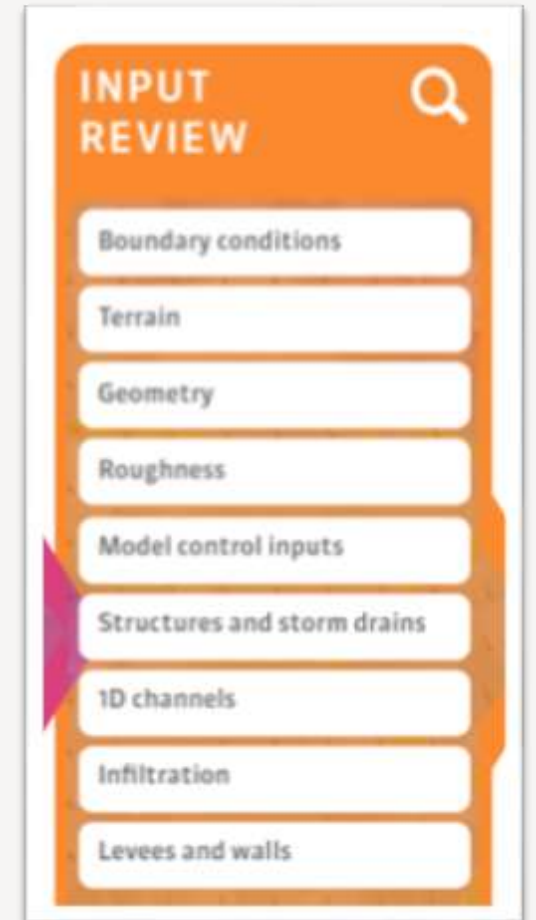 INPUT
REVIEW
Boundary conditions
Terrain
Geometry
Roughness
Model control inputs
Structures and storm drains
1D channels
Infiltration
Levees and walls